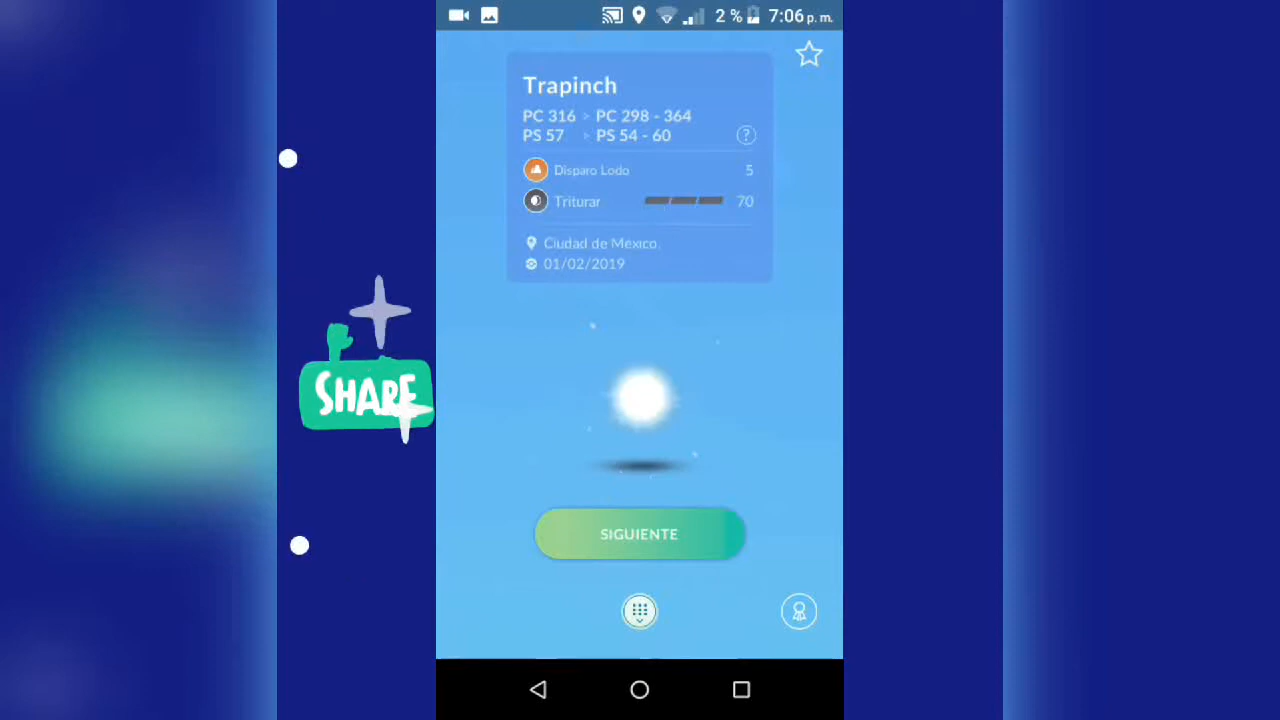 2 % 7:06 p. m.
Trapinch
PC 316 > PC 298 - 364
PS 57 > PS 54 - 60 ?
Disparo Lodo 5
Triturar 70
Ciudad de Mexico.
01/02/2019
SHARE
SIGUIENTE